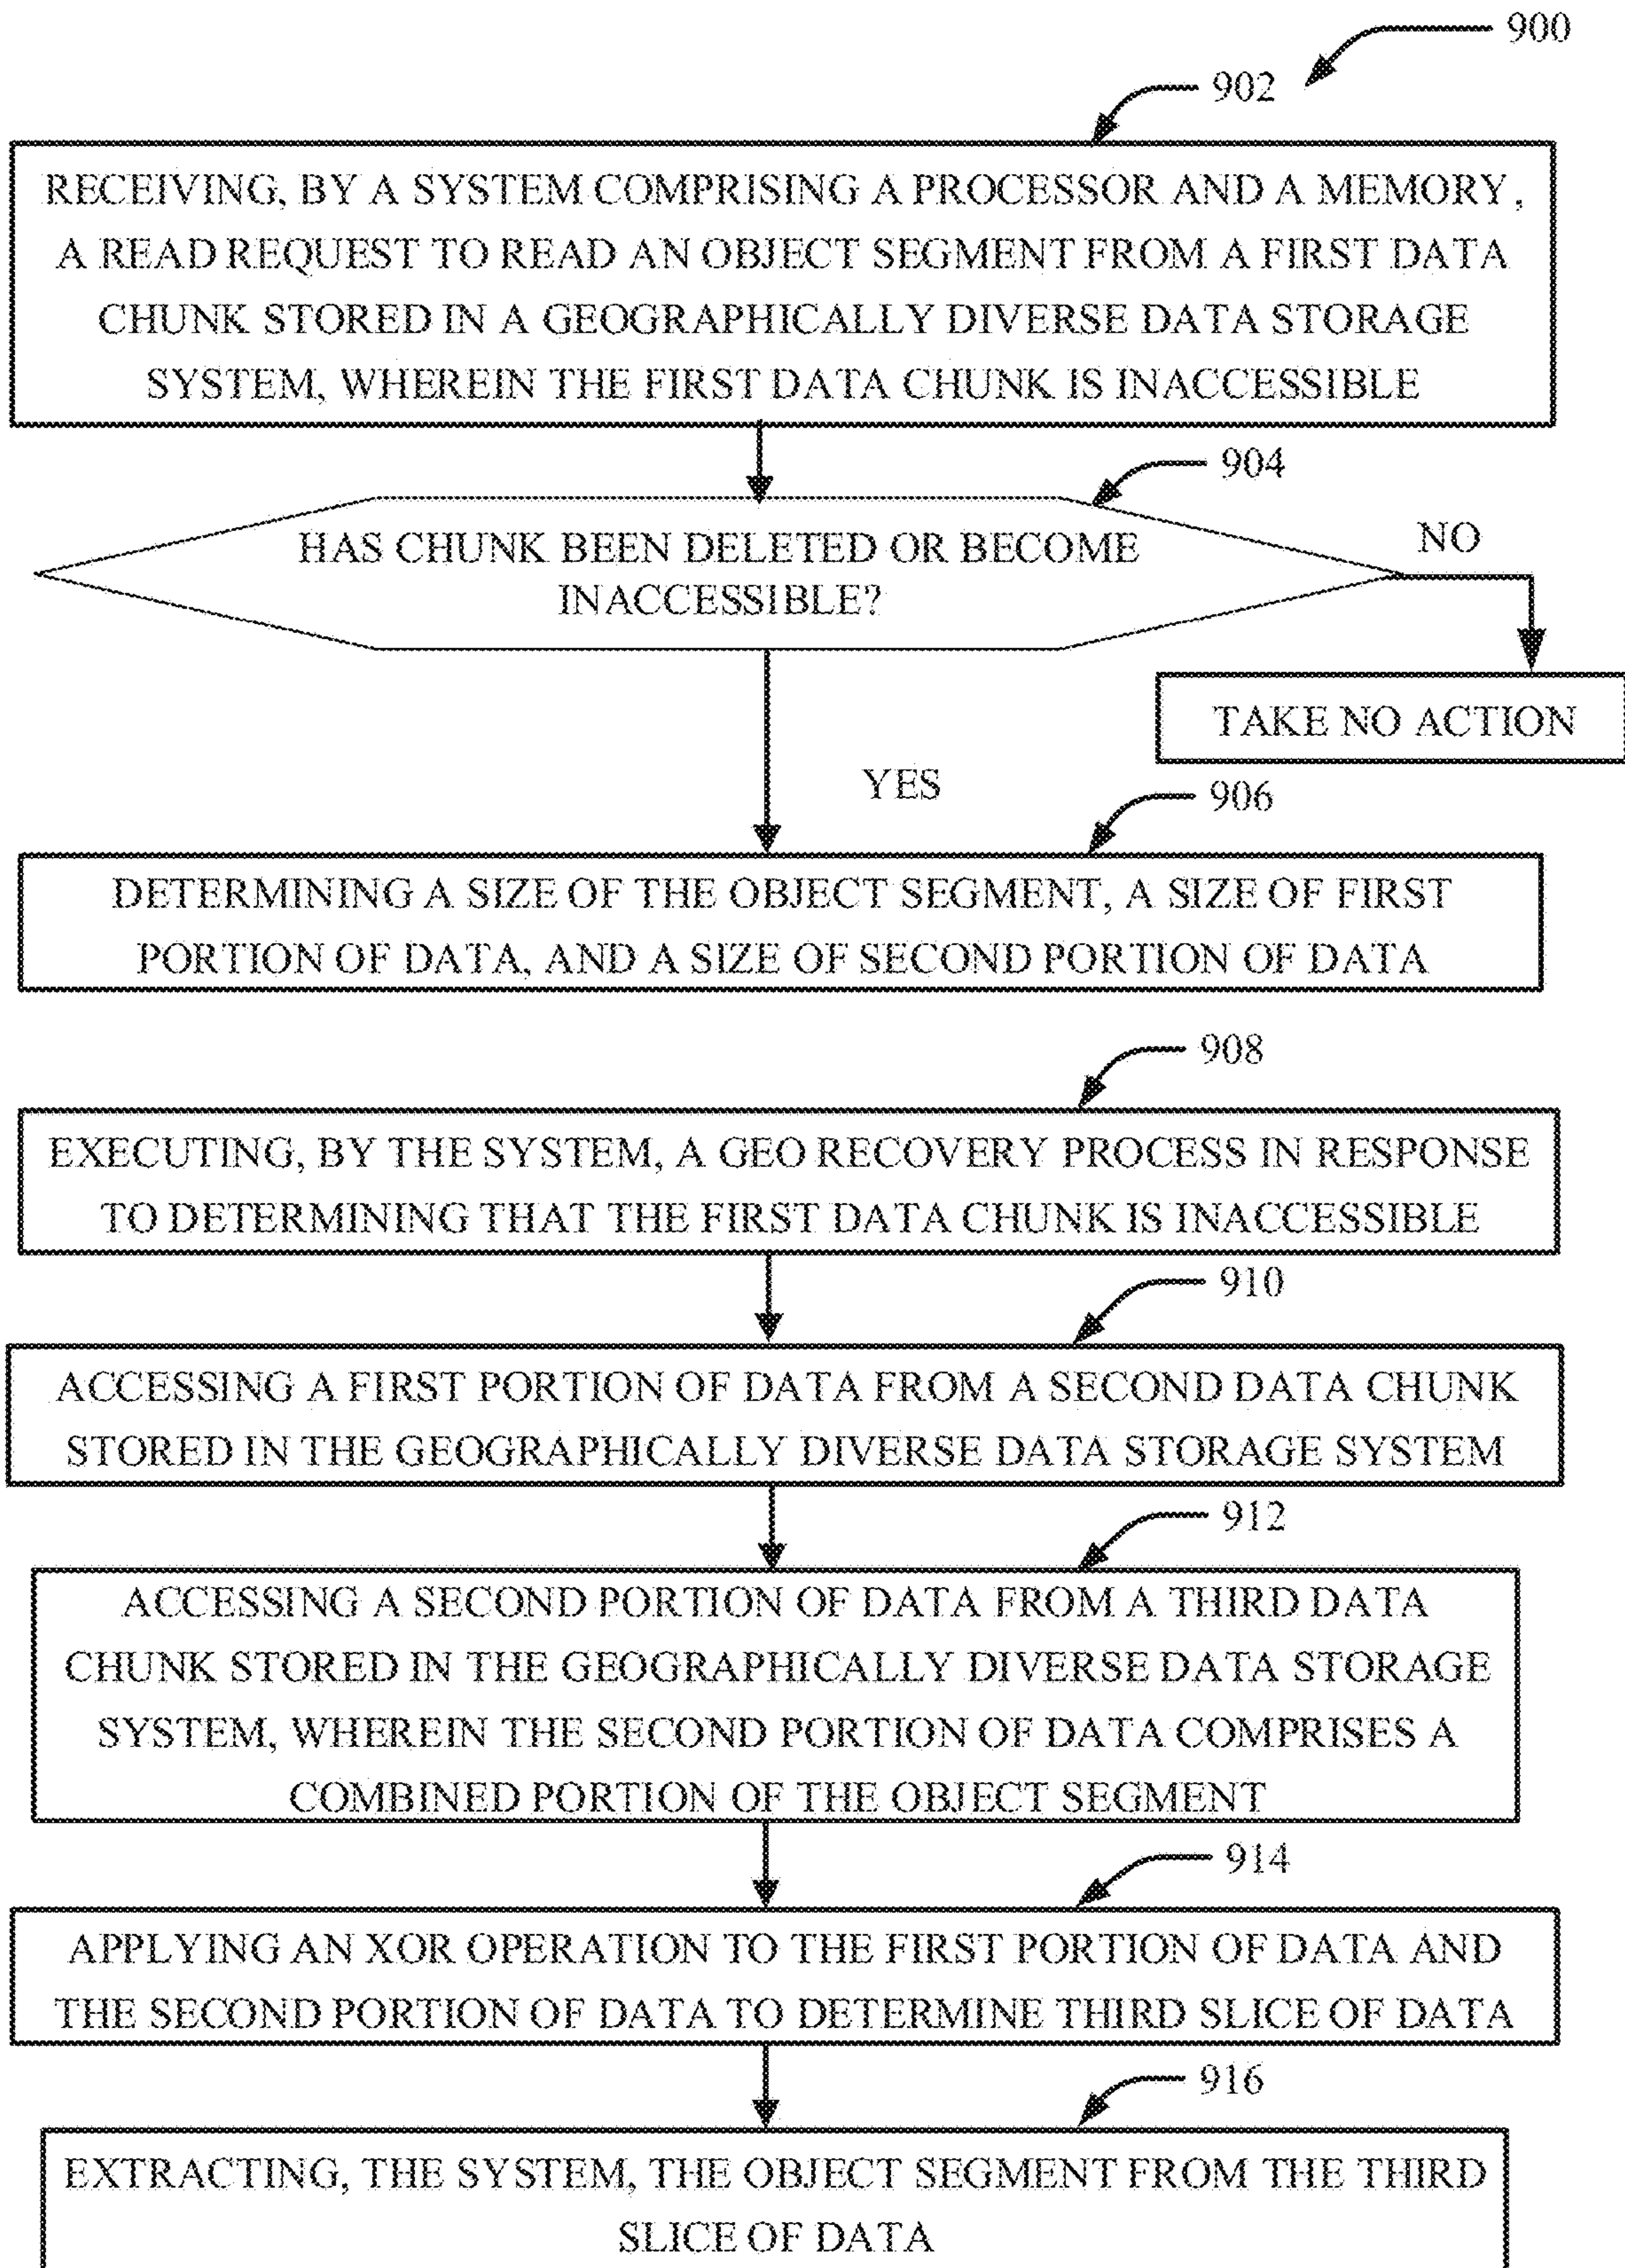 900
902
RECEIVING, BY A SYSTEM COMPRISING A PROCESSOR AND A MEMORY,
A READ REQUEST TO READ AN OBJECT SEGMENT FROM A FIRST DATA
CHUNK STORED IN A GEOGRAPHICALLY DIVERSE DATA STORAGE
SYSTEM, WHEREIN THE FIRST DATA CHUNK IS INACCESSIBLE
904
HAS CHUNK BEEN DELETED OR BECOME
INACCESSIBLE?
NO
TAKE NO ACTION
YES
906
DETERMINING A SIZE OF THE OBJECT SEGMENT, A SIZE OF FIRST
PORTION OF DATA, AND A SIZE OF SECOND PORTION OF DATA
908
EXECUTING, BY THE SYSTEM, A GEO RECOVERY PROCESS IN RESPONSE
TO DETERMINING THAT THE FIRST DATA CHUNK IS INACCESSIBLE
910
ACCESSING A FIRST PORTION OF DATA FROM A SECOND DATA CHUNK
STORED IN THE GEOGRAPHICALLY DIVERSE DATA STORAGE SYSTEM
912
ACCESSING A SECOND PORTION OF DATA FROM A THIRD DATA
CHUNK STORED IN THE GEOGRAPHICALLY DIVERSE DATA STORAGE
SYSTEM, WHEREIN THE SECOND PORTION OF DATA COMPRISES A
COMBINED PORTION OF THE OBJECT SEGMENT
914
APPLYING AN XOR OPERATION TO THE FIRST PORTION OF DATA AND
THE SECOND PORTION OF DATA TO DETERMINE THIRD SLICE OF DATA
916
EXTRACTING, THE SYSTEM, THE OBJECT SEGMENT FROM THE THIRD
SLICE OF DATA